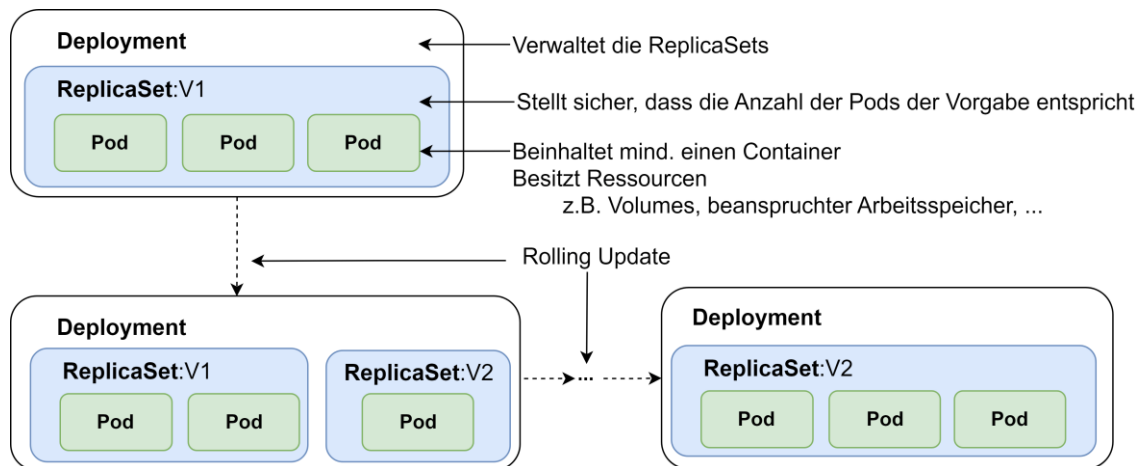 Deployment
Verwaltet die ReplicaSets
ReplicaSet:V1
Stellt sicher, dass die Anzahl der Pods der Vorgabe entspricht
Pod
Pod
Pod
Beinhaltet mind. einen Container
Besitzt Ressourcen
z.B. Volumes, beanspruchter Arbeitsspeicher, ...
Rolling Update
Deployment
ReplicaSet:V1
Pod
Pod
ReplicaSet:V2
Pod
...
Deployment
ReplicaSet:V2
Pod
Pod
Pod